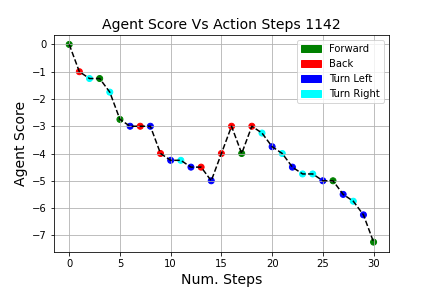 Agent Score Vs Action Steps 1142
Forward
Back
Turn Left
Turn Right
Agent Score
0
−1
−2
−3
−4
−5
−6
−7
0 5 10 15 20 25 30
Num. Steps